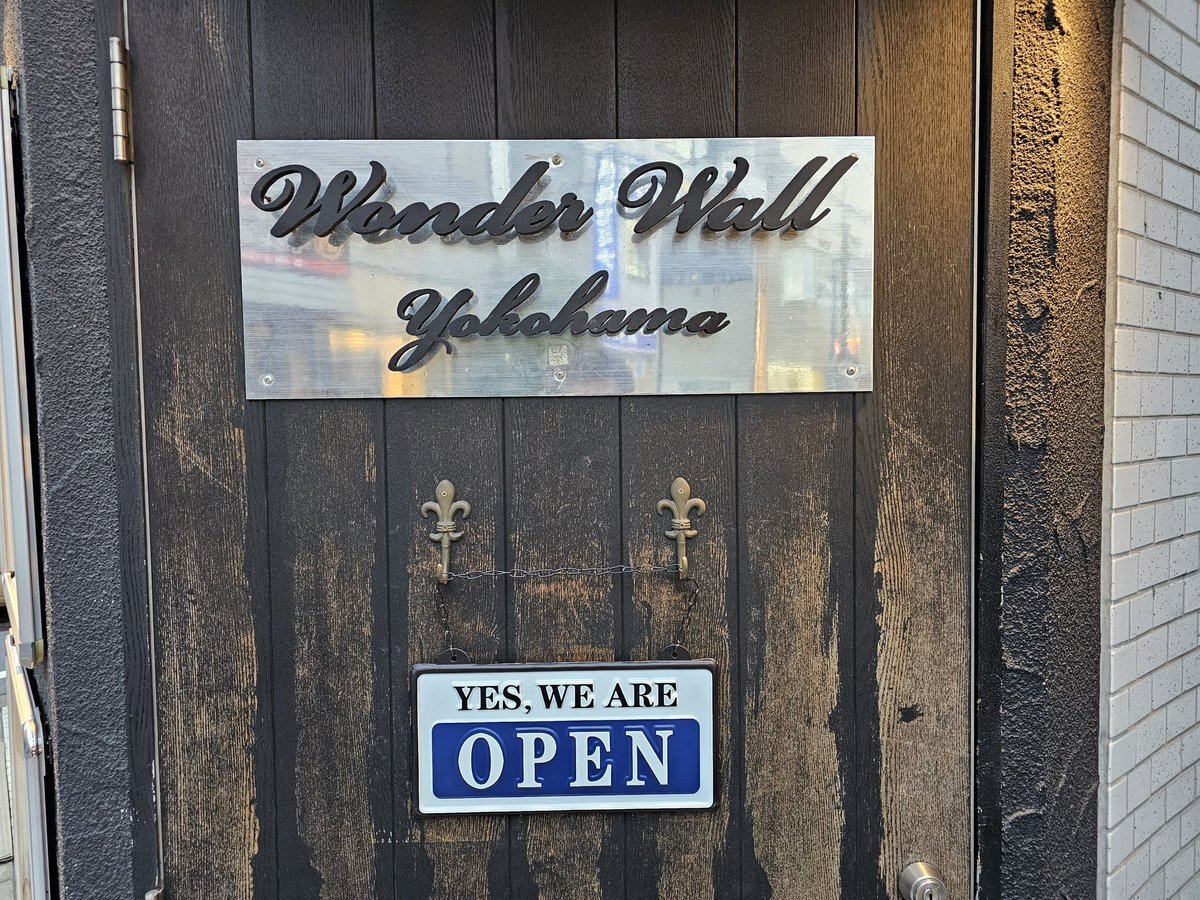 Wonder Wall
Yokohama
YES, WE ARE
OPEN